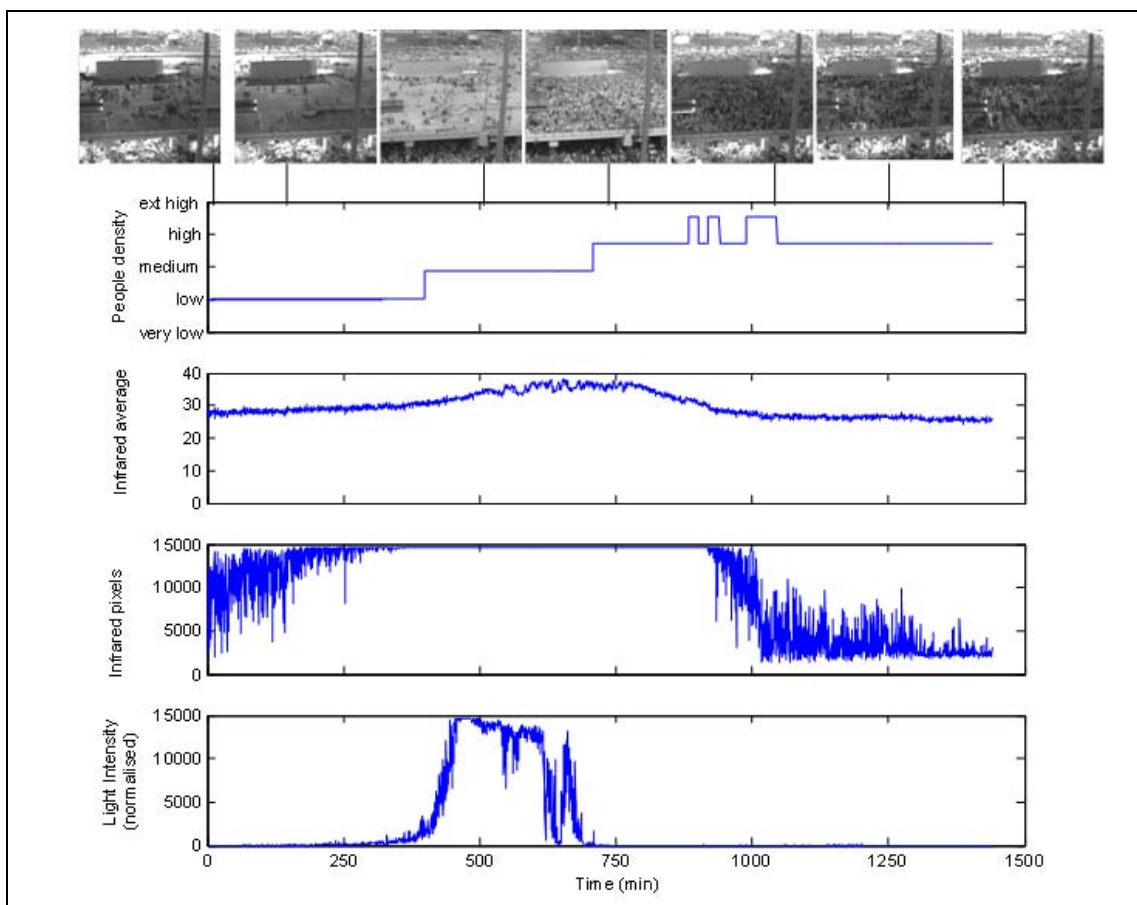 ext high
high
medium
low
very low
People density
40
30
20
10
0
Infrared average
15000
10000
5000
0
Infrared pixels
15000
10000
5000
0
Light Intensity
(normalised)
0 250 500 750 1000 1250 1500
Time (min)